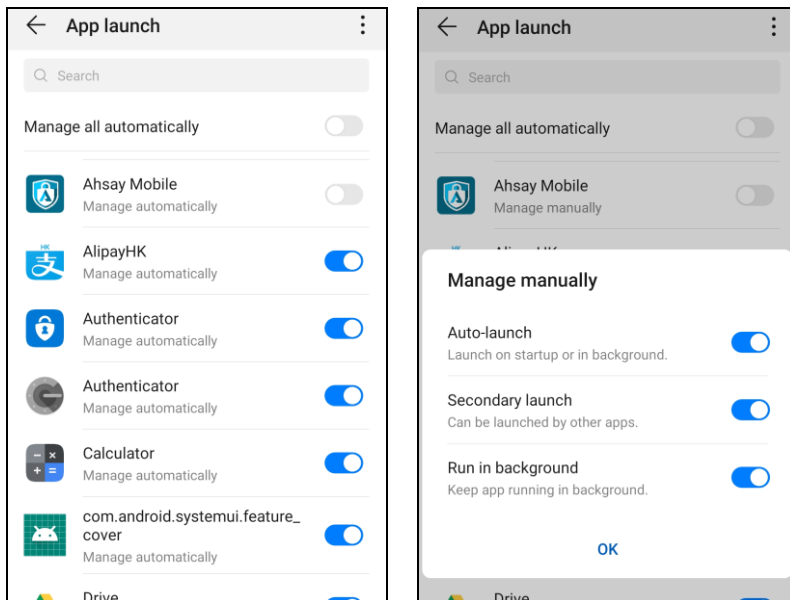 App launch
Search
Manage all automatically
Ahsay Mobile
Manage automatically
HK
支
AlipayHK
Manage automatically
Authenticator
Manage automatically
Authenticator
Manage automatically
Calculator
Manage automatically
com.android.systemui.feature_
cover
Manage automatically
Drive
App launch
Search
Manage all automatically
Ahsay Mobile
Manage manually
Manage manually
Auto-launch
Launch on startup or in background.
Secondary launch
Can be launched by other apps.
Run in background
Keep app running in background.
OK
Drive